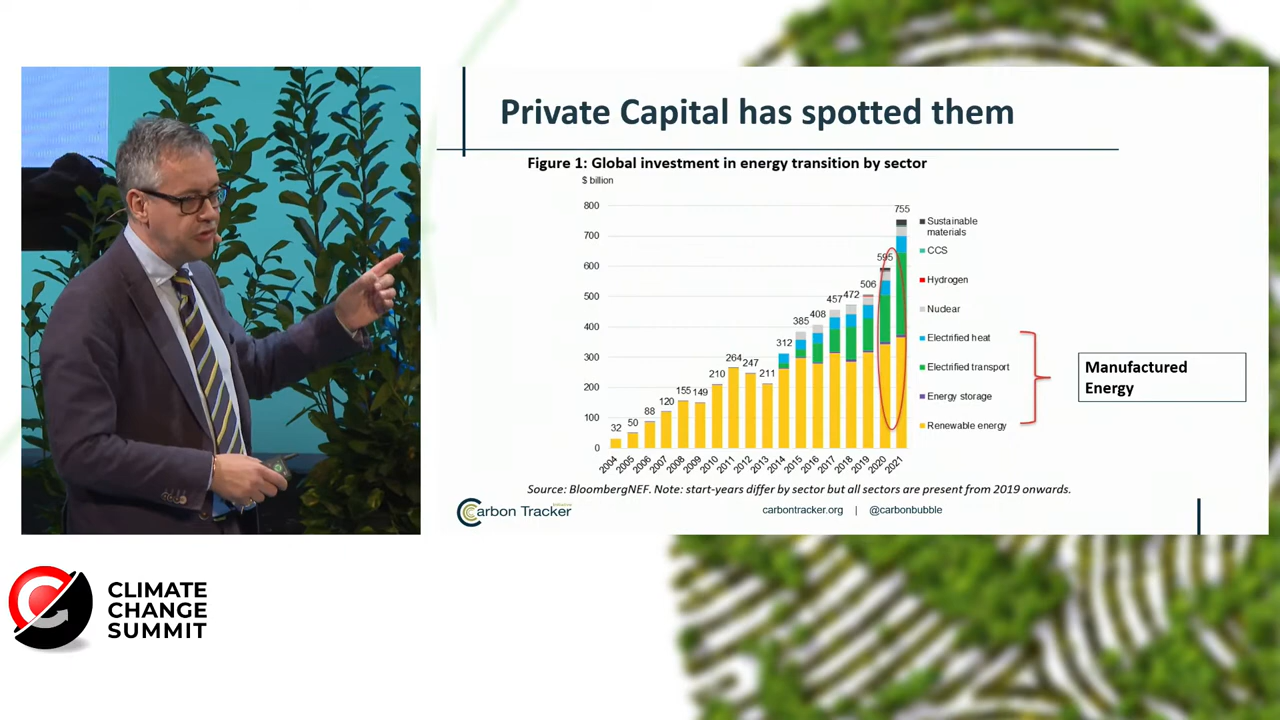 Private Capital has spotted them
Figure 1: Global investment in energy transition by sector
$ billion
800
700
600
500
400
300
200
100
0
32
50
88
120
155
149
210
264
247
211
312
385
408
457
472
506
595
755
2004
2005
2006
2007
2008
2009
2010
2011
2012
2013
2014
2015
2016
2017
2018
2019
2020
2021
Sustainable
materials
CCS
Hydrogen
Nuclear
Electrified heat
Electrified transport
Energy storage
Renewable energy
Manufactured
Energy
Source: BloombergNEF. Note: start-years differ by sector but all sectors are present from 2019 onwards.
Carbon Tracker
Initiative
carbontracker.org | @carbonbubble
CLIMATE
CHANGE
SUMMIT